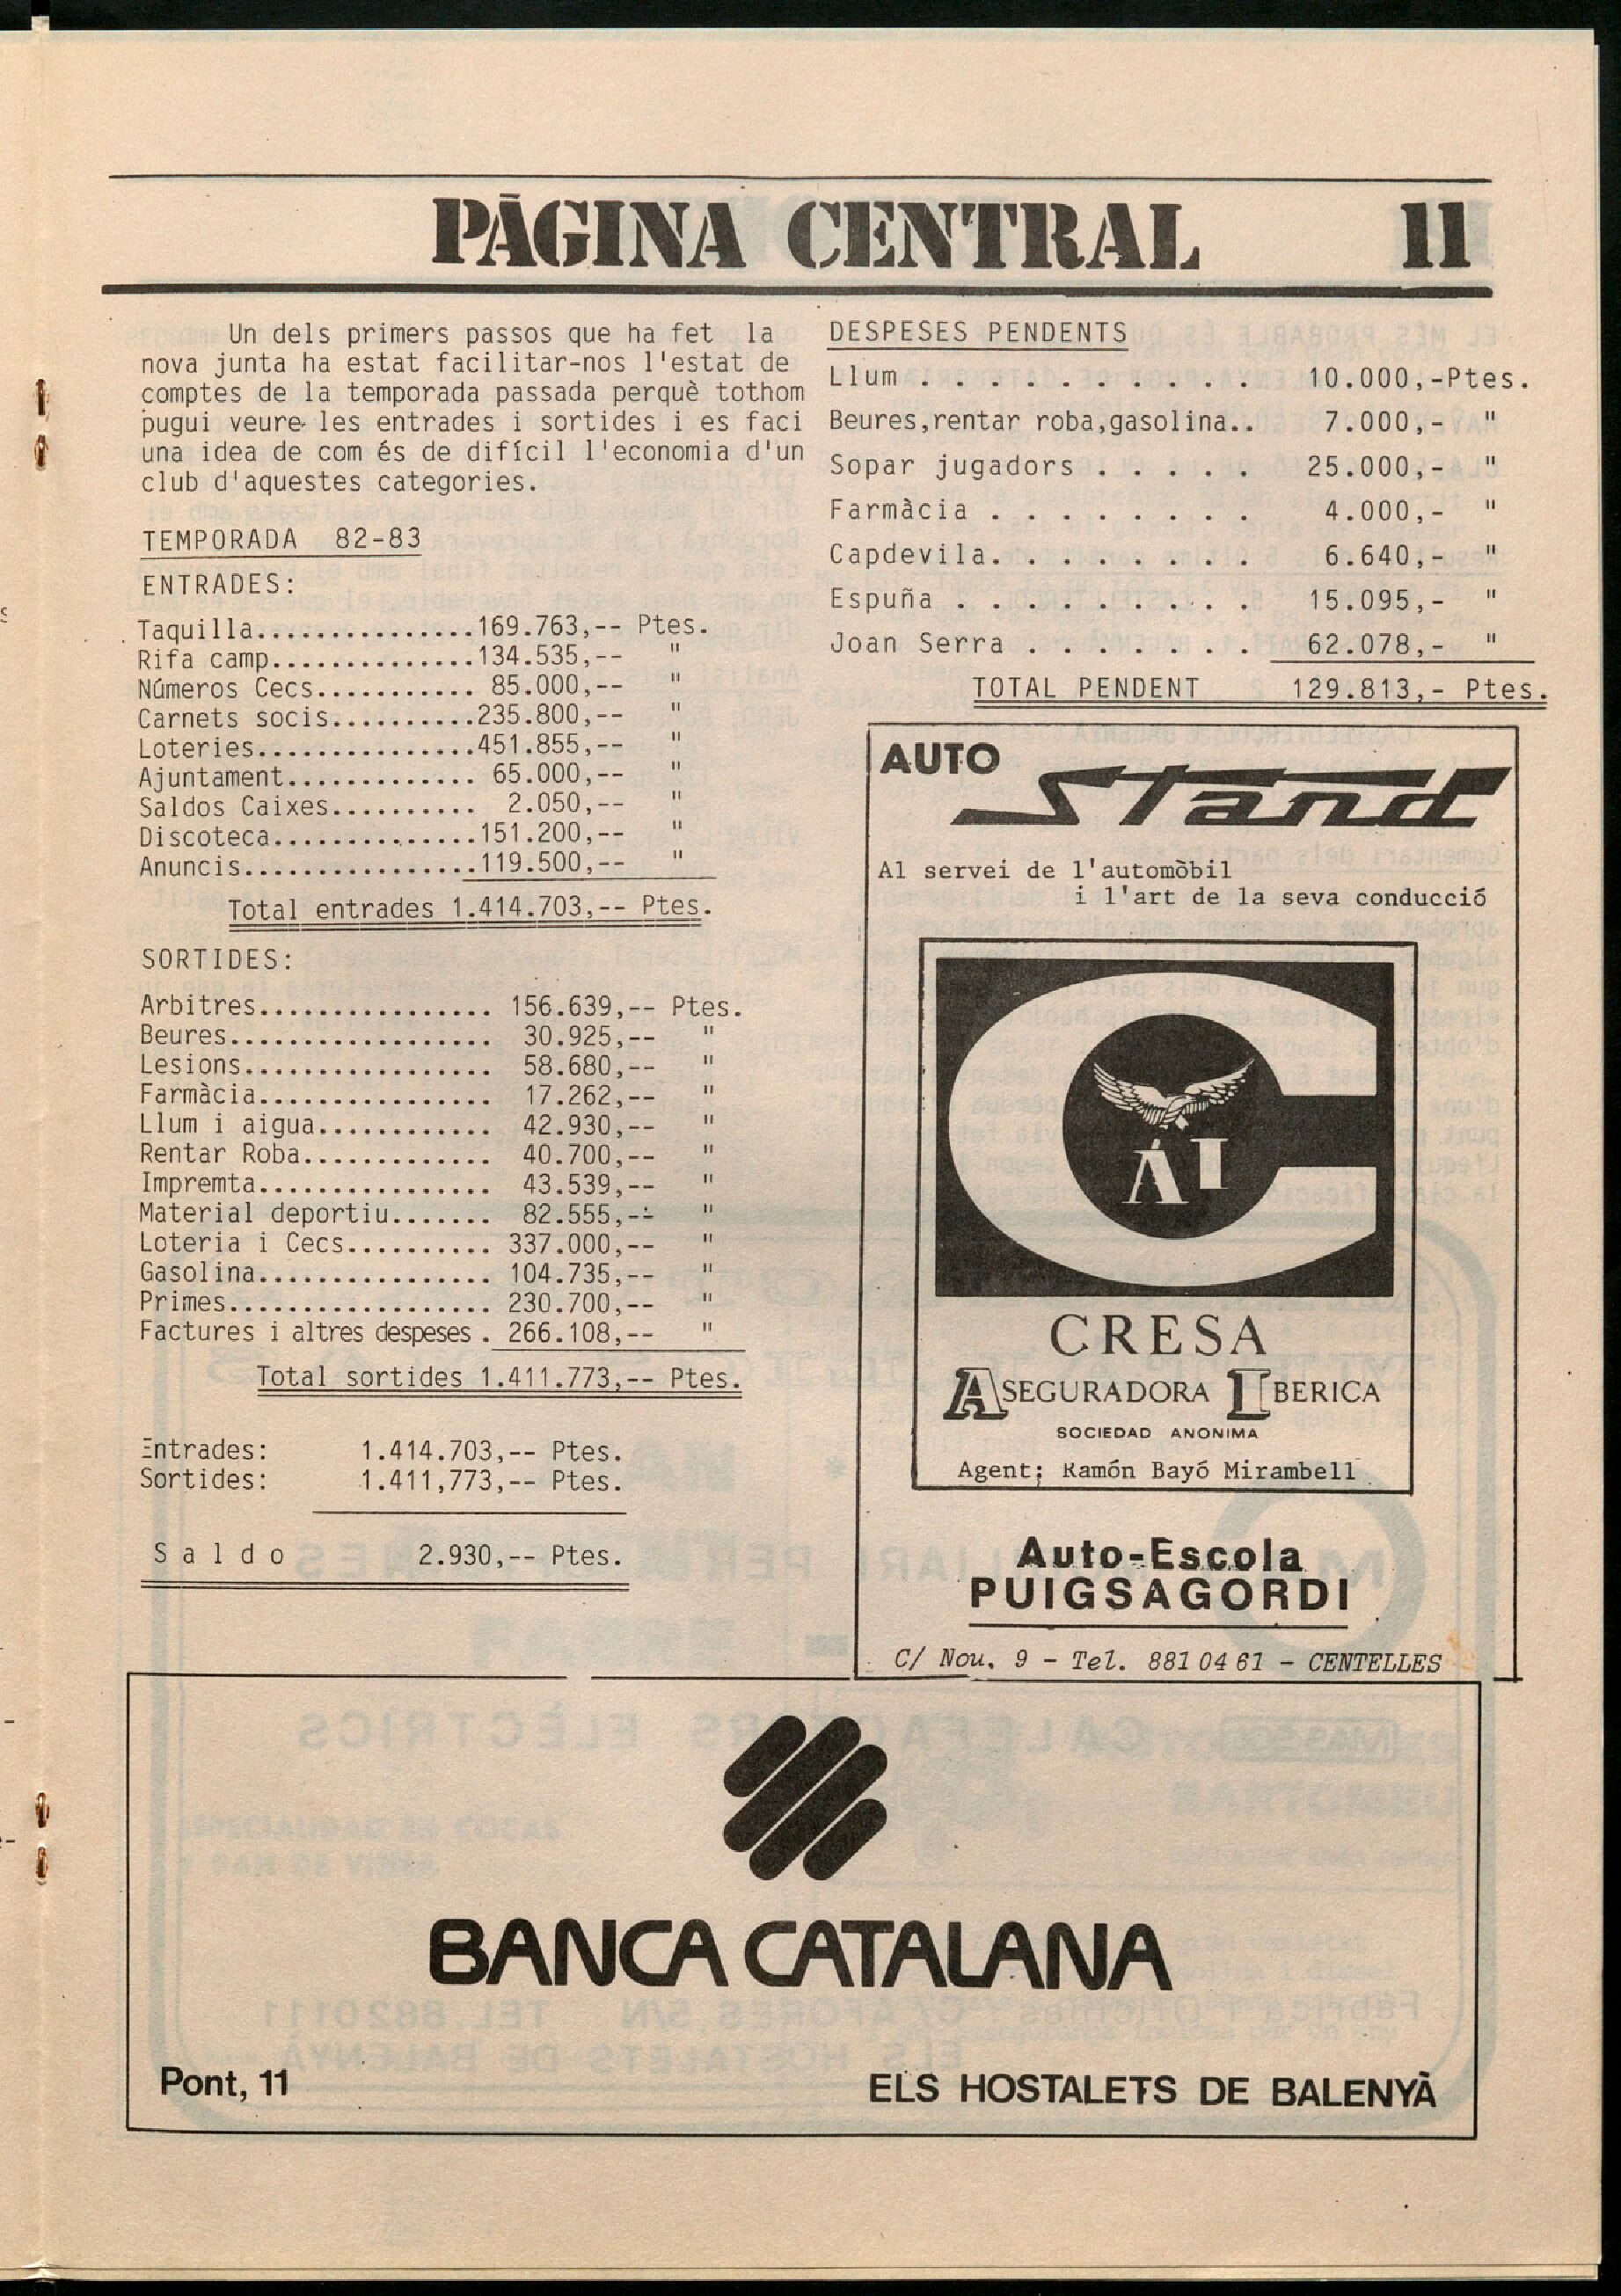 PÀGINA CENTRAL 11
Un dels primers passos que ha fet la
nova junta ha estat facilitar-nos l'estat de
comptes de la temporada passada perquè tothom
pugui veure les entrades i sortides i es faci
una idea de com és de difícil l'economia d'un
club d'aquestes categories.
TEMPORADA 82-83
ENTRADES:
Taquilla...............169.763,-- Ptes.
Rifa camp..............134.535,-- "
Números Cecs........... 85.000,-- "
Carnets socis..........235.800,-- "
Loteries...............451.855,-- "
Ajuntament............. 65.000,-- "
Saldos Caixes.......... 2.050,-- "
Discoteca..............151.200,-- "
Anuncis................119.500,-- "
Total entrades 1.414.703,-- Ptes.
SORTIDES:
Arbitres................ 156.639,-- Ptes.
Beures.................. 30.925,-- "
Lesions................. 58.680,-- "
Farmàcia................ 17.262,-- "
Llum i aigua............ 42.930,-- "
Rentar Roba............. 40.700,-- "
Impremta................ 43.539,-- "
Material deportiu....... 82.555,-- "
Loteria i Cecs.......... 337.000,-- "
Gasolina................ 104.735,-- "
Primes.................. 230.700,-- "
Factures i altres despeses . 266.108,-- "
Total sortides 1.411.773,-- Ptes.
Entrades: 1.414.703,-- Ptes.
Sortides: 1.411,773,-- Ptes.
Saldo 2.930,-- Ptes.
DESPESES PENDENTS
Llum . . . . . . . . . . . 10.000,-Ptes.
Beures,rentar roba,gasolina.. 7.000,- "
Sopar jugadors . . . . . 25.000,- "
Farmàcia . . . . . . . . 4.000,- "
Capdevila. . . . . . . . . 6.640,- "
Espuña . . . . . . . . . . 15.095,- "
Joan Serra . . . . . . . 62.078,- "
TOTAL PENDENT 129.813,- Ptes.
AUTO Stand
Al servei de l'automòbil
i l'art de la seva conducció
AI
CRESA
ASEGURADORA IBERICA
SOCIEDAD ANONIMA
Agent: Ramón Bayó Mirambell
Auto-Escola
PUIGSAGORDI
C/ Nou, 9 - Tel. 881 04 61 - CENTELLES
BANCA CATALANA
Pont, 11 ELS HOSTALETS DE BALENYÀ